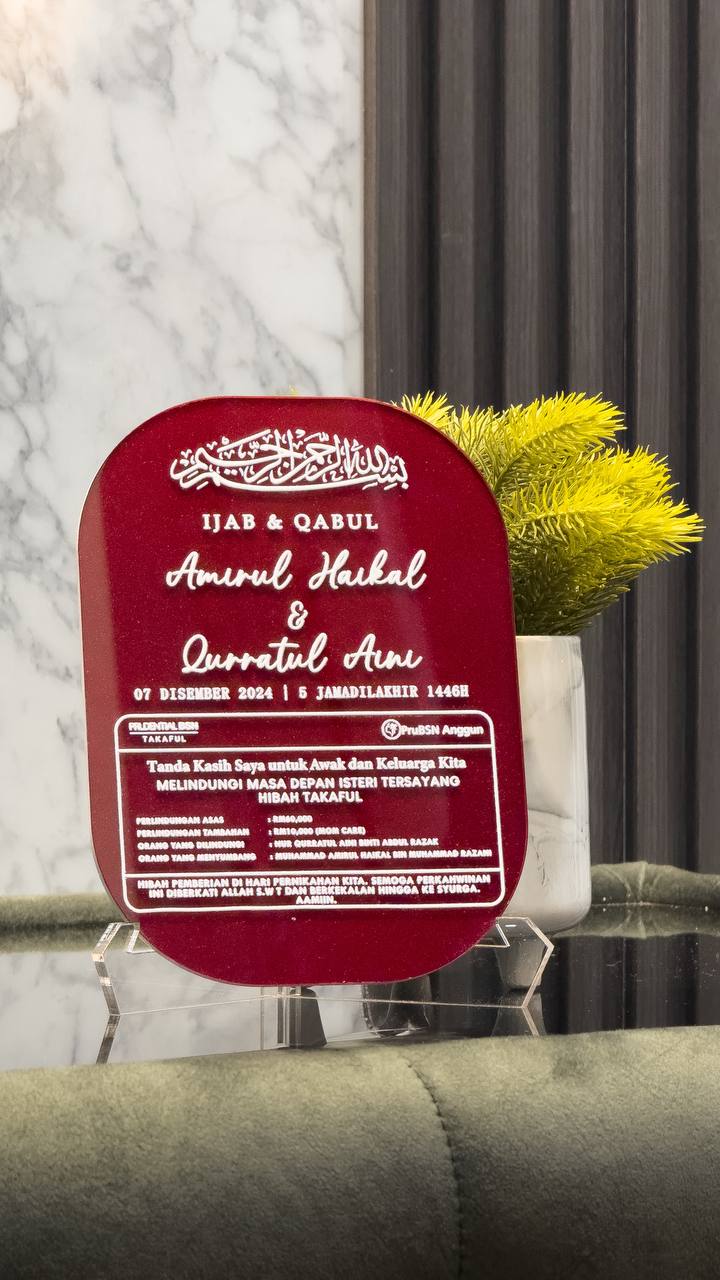 بسم الله الرحمن الرحيم
IJAB & QABUL
Amirul Haikal
&
Qurratul Aini
07 DISEMBER 2024 | 5 JAMADILAKHIR 1446H
PRUDENTIAL BSN
TAKAFUL
PruBSN Anggun
Tanda Kasih Saya untuk Awak dan Keluarga Kita
MELINDUNGI MASA DEPAN ISTERI TERSAYANG
HIBAH TAKAFUL
PERLINDUNGAN ASAS : RM60,000
PERLINDUNGAN TAMBAHAN : RM10,000 (MOM CARE)
ORANG YANG DILINDUNGI : NUR QURRATUL AINI BINTI ABDUL RAZAK
ORANG YANG MENYUMBANG : MUHAMMAD AMIRUL HAIKAL BIN MUHAMMAD RAZANI
HIBAH PEMBERIAN DI HARI PERNIKAHAN KITA. SEMOGA PERKAHWINAN
INI DIBERKATI ALLAH S.W T DAN BERKEKALAN HINGGA KE SYURGA.
AAMIIN.